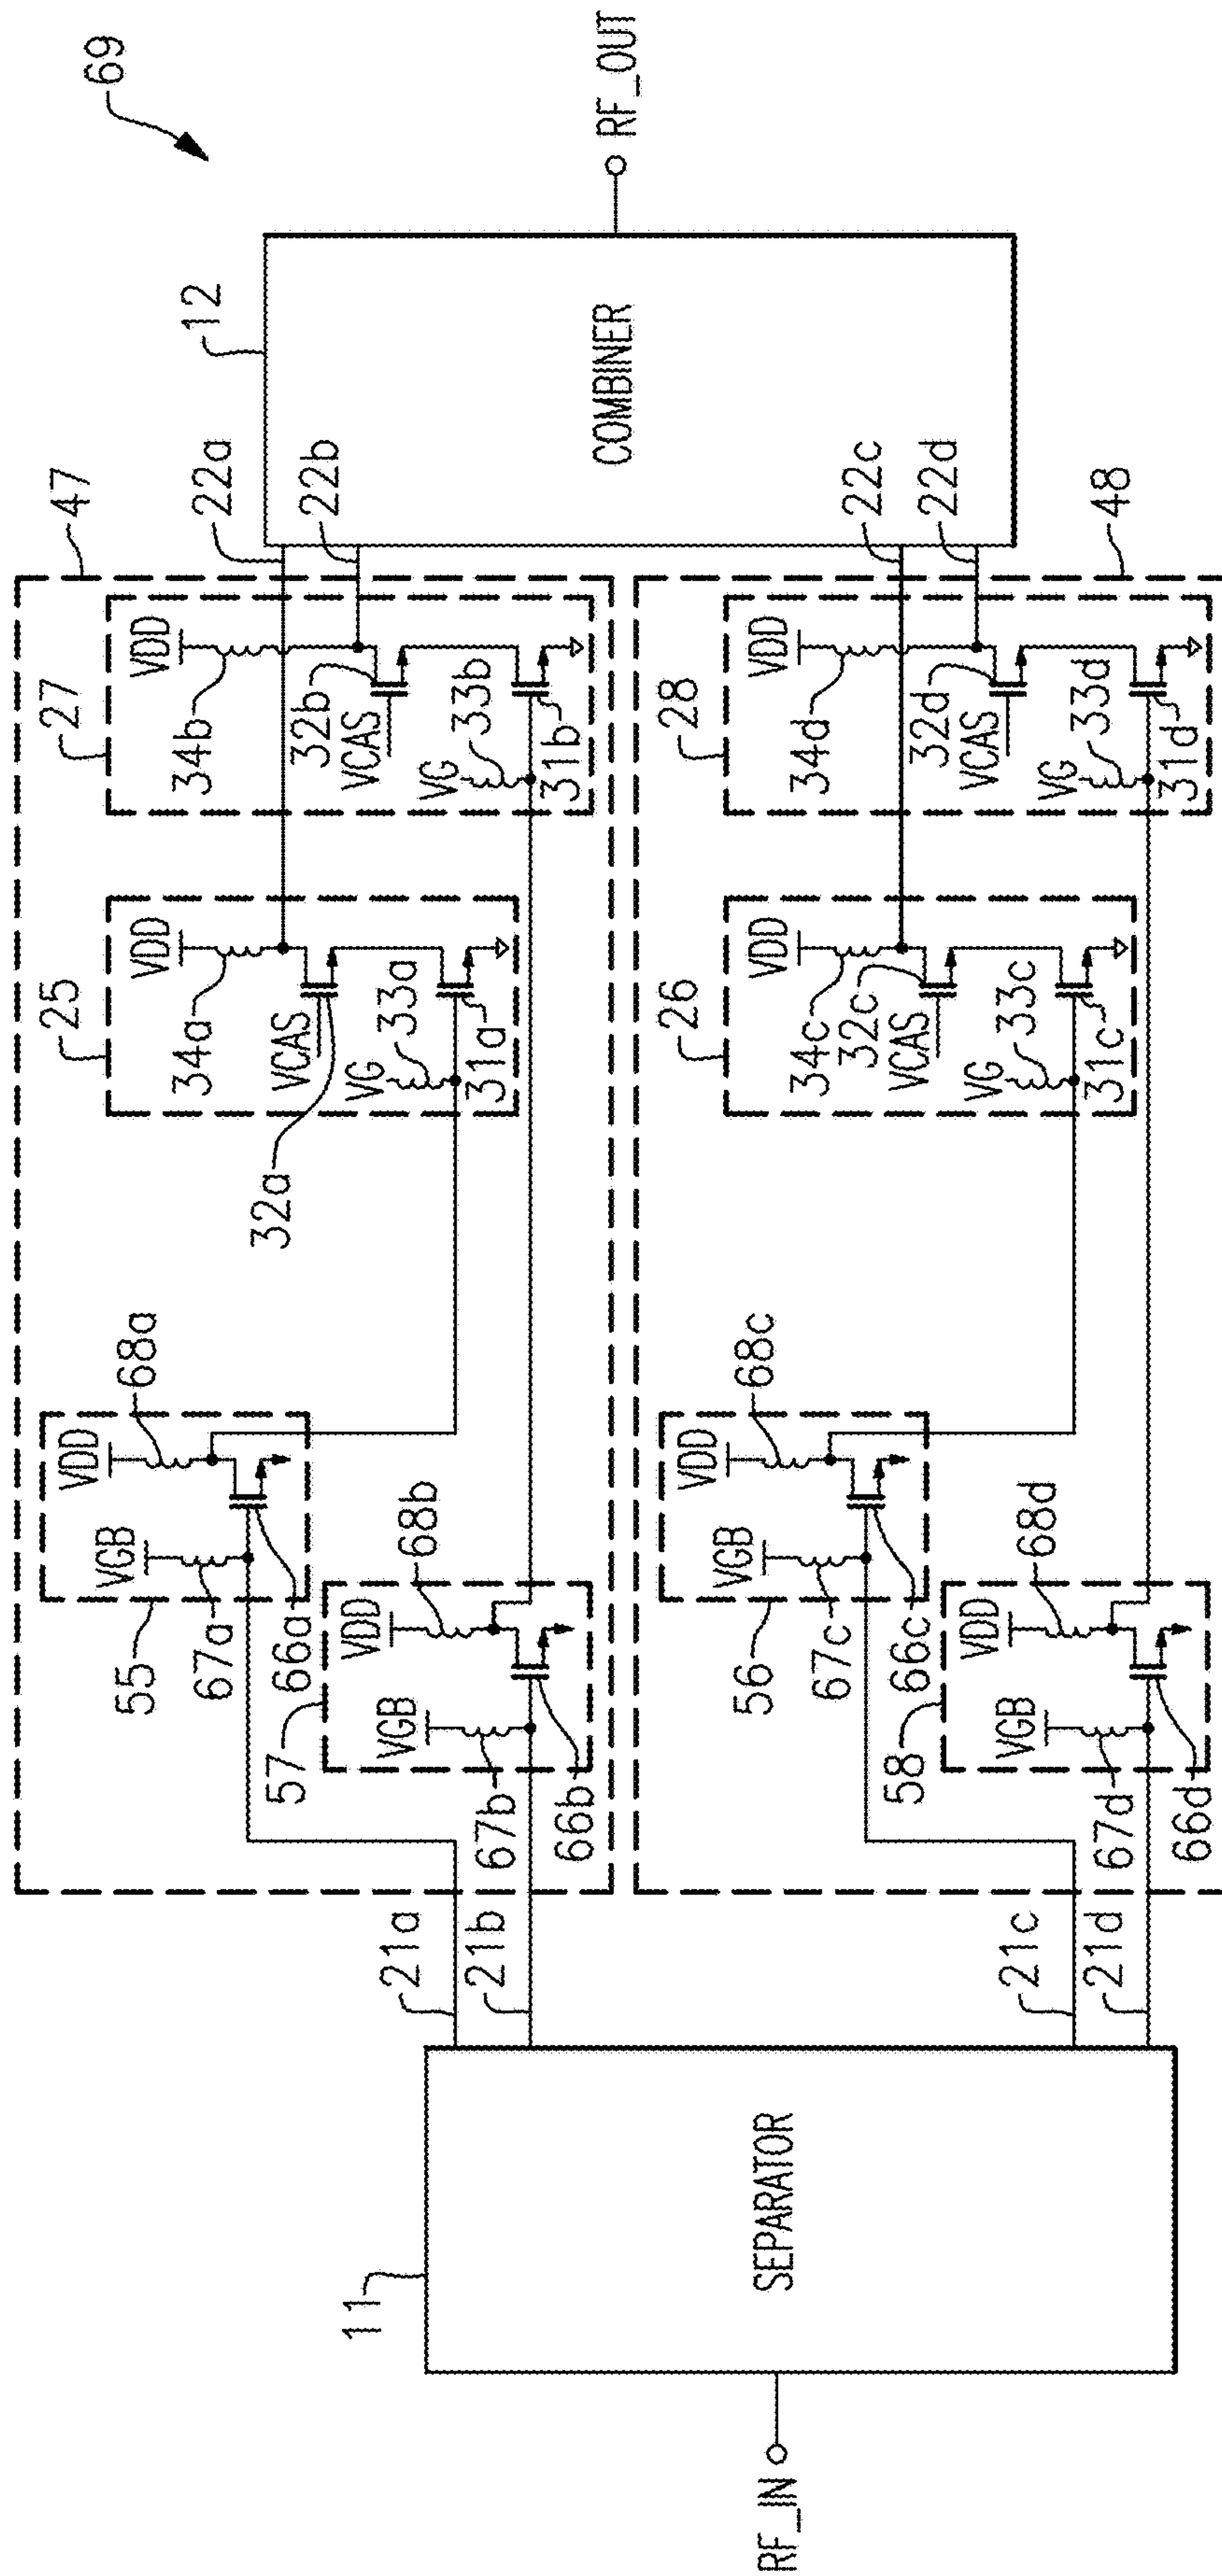 69
RF_IN
11
SEPARATOR
21a
21b
21c
21d
47
55
VGB
67a
VDD
68a
66a
57
VGB
67b
VDD
68b
66b
25
VDD
34a
VCAS
32a
VG
33a
31a
27
VDD
34b
32b
VCAS
VG
33b
31b
22a
22b
48
56
VGB
67c
VDD
68c
66c
58
VGB
67d
VDD
68d
66d
26
VDD
34c
32c
VCAS
VG
33c
31c
28
VDD
34d
32d
VCAS
VG
33d
31d
22c
22d
12
COMBINER
RF_OUT